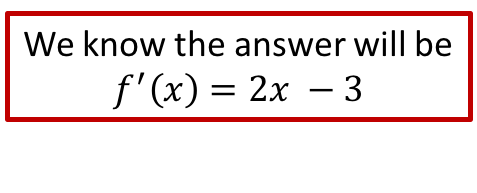 We know the answer will be
f′(x) = 2x − 3